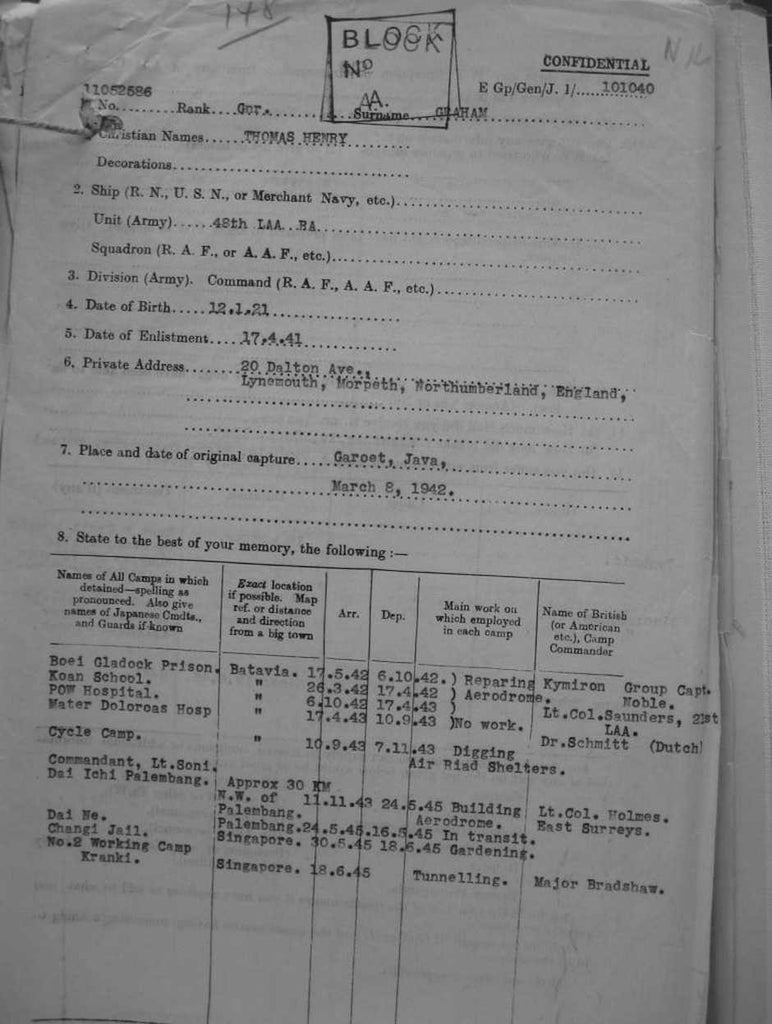 148
BLOCK
No
AA.
CONFIDENTIAL
11052586
E Gp/Gen/J. 1/.....101040
No.........Rank...Gnr....... Surname...GRAHAM
Christian Names......THOMAS HENRY
Decorations
2. Ship (R. N., U. S. N., or Merchant Navy, etc.)
Unit (Army).....48th LAA..RA.
Squadron (R. A. F., or A. A. F., etc.)
3. Division (Army). Command (R. A. F., A. A. F., etc.)
4. Date of Birth.....12.1.21
5. Date of Enlistment....17.4.41
6. Private Address........20 Dalton Ave.,
Lynemouth, Morpeth, Northumberland, England,
7. Place and date of original capture.....Garoet, Java,
March 8, 1942.
8. State to the best of your memory, the following :—
Names of All Camps in which detained—spelling as pronounced. Also give names of Japanese Cmdts., and Guards if known
Exact location if possible. Map ref. or distance and direction from a big town
Arr.
Dep.
Main work on which employed in each camp
Name of British (or American etc.), Camp Commander
Boei Gladock Prison. Batavia. 17.5.42 6.10.42.) Reparing Kymiron Group Capt.
Koan School. " 26.3.42 17.4.42 ) Aerodrome. Noble.
POW Hospital. " 6.10.42 17.4.43 ) Lt.Col.Saunders, 21st
Mater Doloroas Hosp " 17.4.43 10.9.43 )No work. LAA.
Dr.Schmitt (Dutch)
Cycle Camp. " 10.9.43 7.11.43 Digging
Commandant, Lt.Soni. Air Riad Shelters.
Dai Ichi Palembang. Approx 30 KM
N.W. of 11.11.43 24.5.45 Building Lt.Col. Holmes.
Palembang. Aerodrome. East Surreys.
Dai Ne. Palembang.24.5.45.16.5.45 In transit.
Changi Jail. Singapore. 30.5.45 18.6.45 Gardening.
No.2 Working Camp
Kranki. Singapore. 18.6.45 Tunnelling. Major Bradshaw.